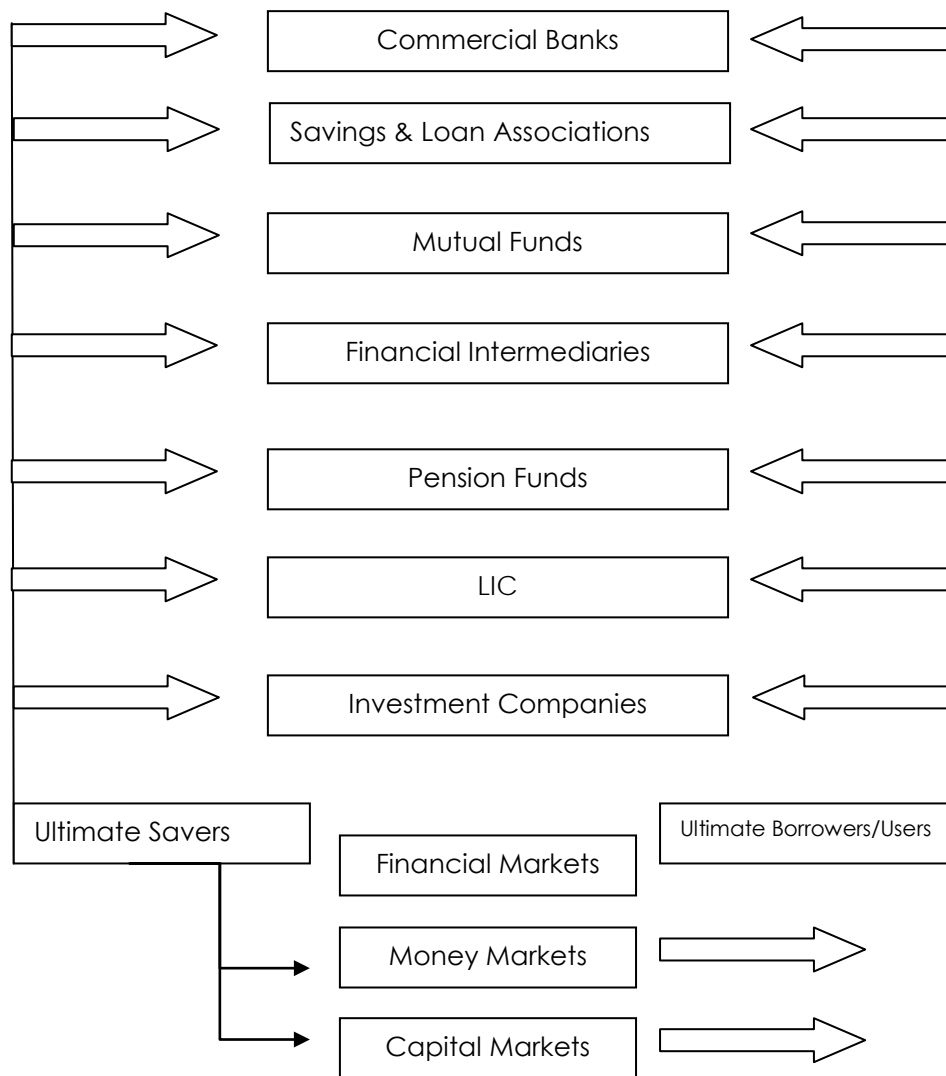 Commercial Banks
Savings & Loan Associations
Mutual Funds
Financial Intermediaries
Pension Funds
LIC
Investment Companies
Ultimate Savers
Ultimate Borrowers/Users
Financial Markets
Money Markets
Capital Markets